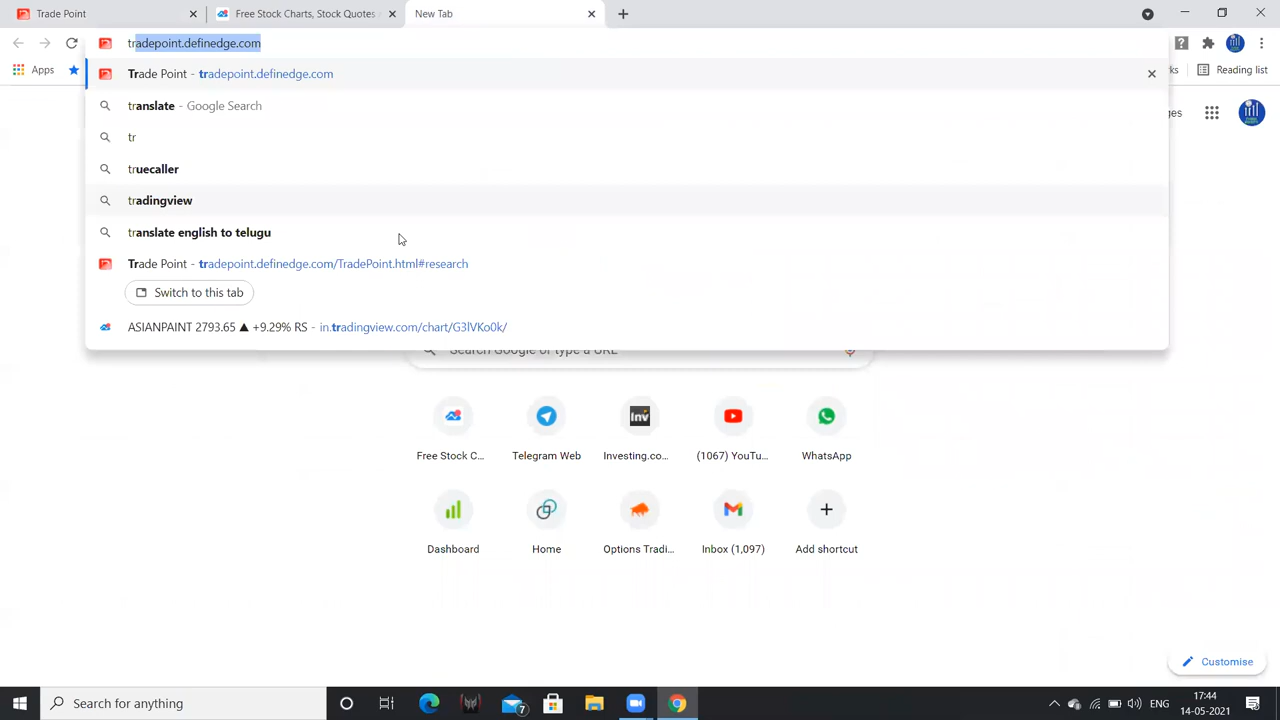 Trade Point
Free Stock Charts, Stock Quotes a
New Tab
tradepoint.definedge.com
Apps
Reading list
Trade Point - tradepoint.definedge.com
translate - Google Search
tr
truecaller
tradingview
translate english to telugu
Trade Point - tradepoint.definedge.com/TradePoint.html#research
Switch to this tab
ASIANPAINT 2793.65 ▲ +9.29% RS - in.tradingview.com/chart/G3lVKo0k/
Search Google or type a URL
Free Stock C...
Telegram Web
Investing.co...
(1067) YouTu...
WhatsApp
Dashboard
Home
Options Tradi...
Inbox (1,097)
Add shortcut
Customise
Search for anything
7
ENG
17:44
14-05-2021